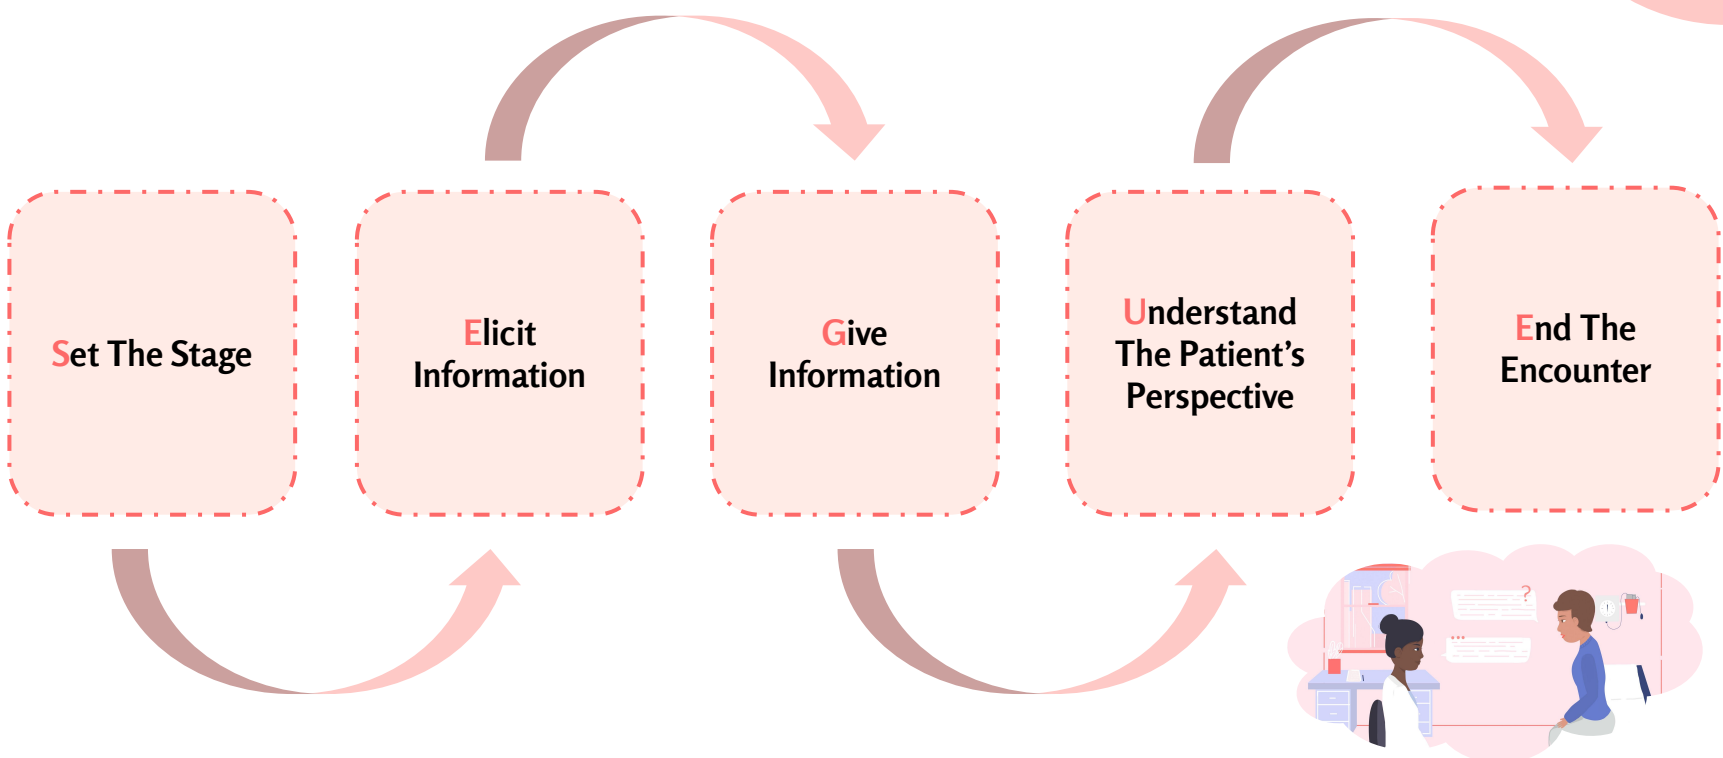 Set The Stage
Elicit
Information
Give
Information
Understand
The Patient’s
Perspective
End The
Encounter
?